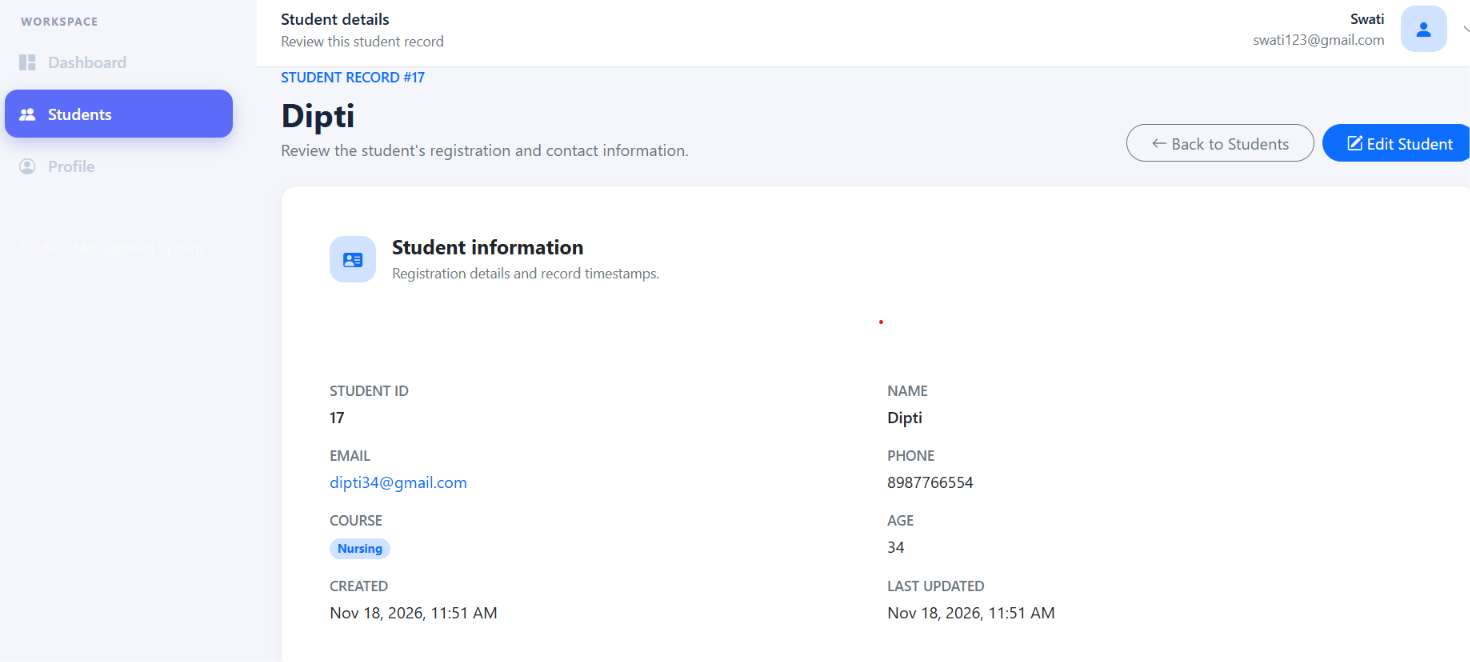 WORKSPACE
Dashboard
Students
Profile
Student Management System
Student details
Review this student record
Swati
swati123@gmail.com
STUDENT RECORD #17
Dipti
Review the student's registration and contact information.
← Back to Students
Edit Student
Student information
Registration details and record timestamps.
STUDENT ID
17
NAME
Dipti
EMAIL
dipti34@gmail.com
PHONE
8987766554
COURSE
Nursing
AGE
34
CREATED
Nov 18, 2026, 11:51 AM
LAST UPDATED
Nov 18, 2026, 11:51 AM